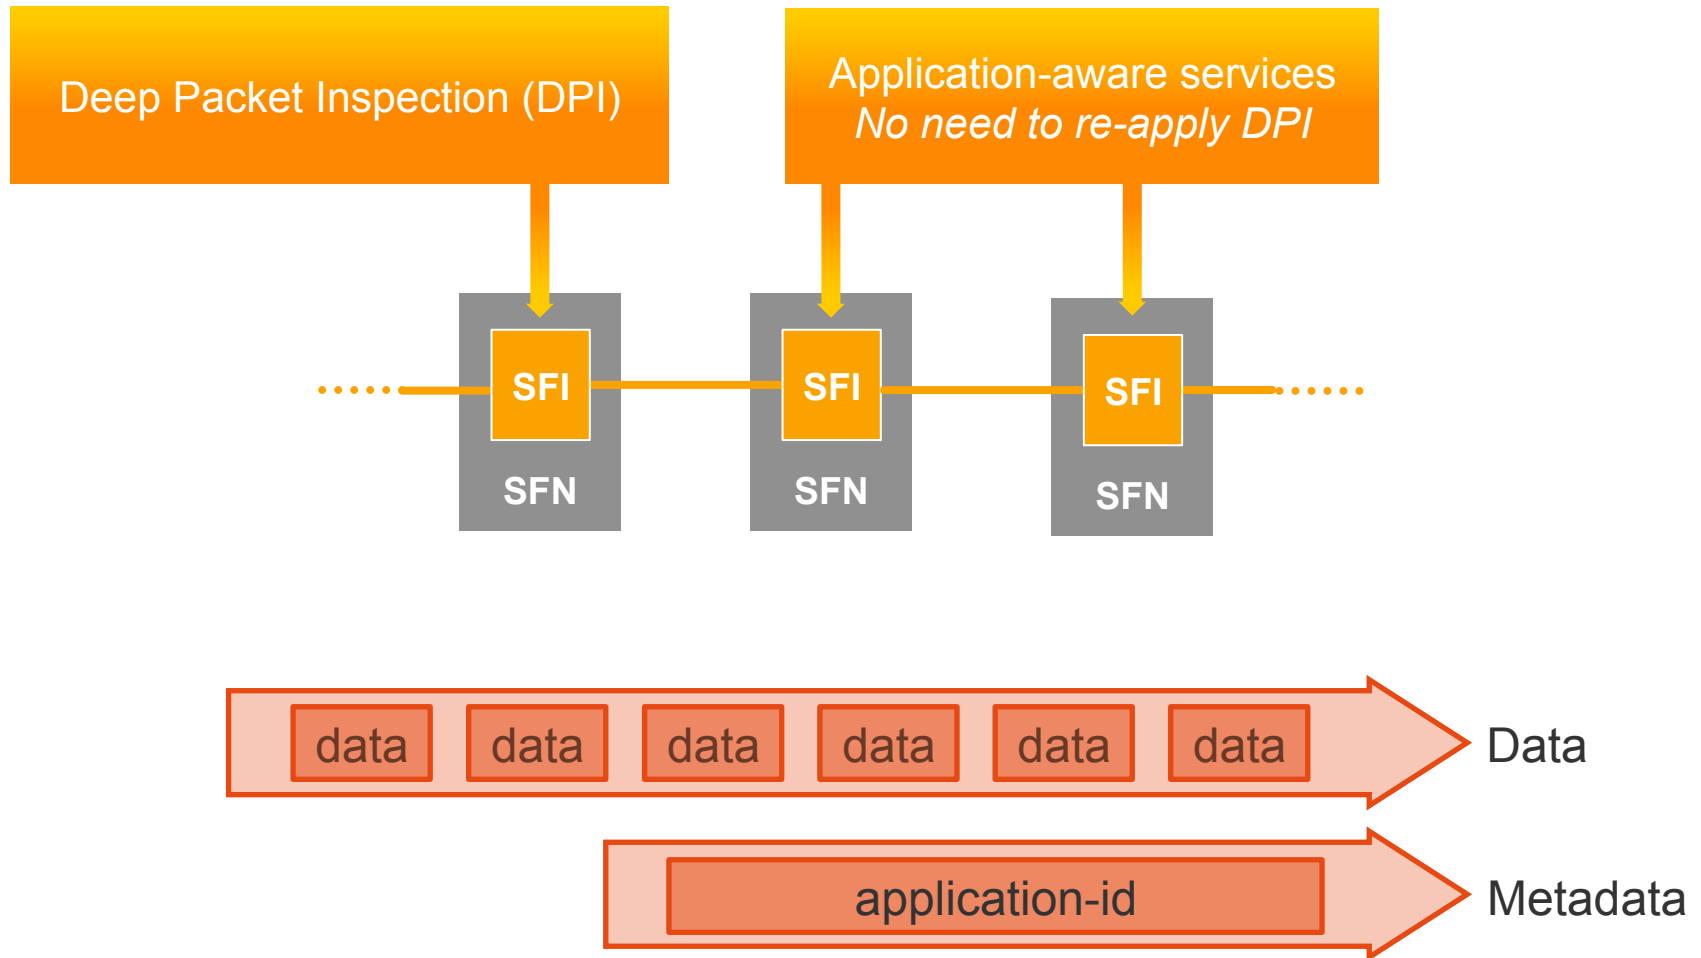 Deep Packet Inspection (DPI)
Application-aware services
No need to re-apply DPI
SFI
SFI
SFI
SFN
SFN
SFN
data
data
data
data
data
data
Data
application-id
Metadata